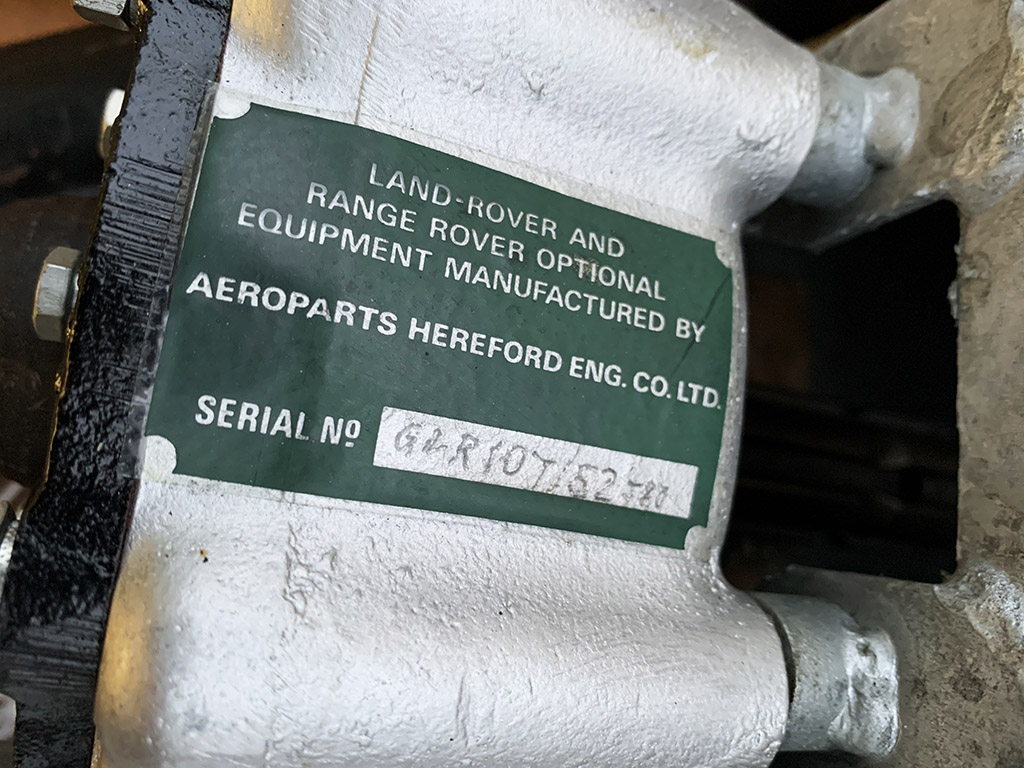 LAND-ROVER AND
RANGE ROVER OPTIONAL
EQUIPMENT MANUFACTURED BY
AEROPARTS HEREFORD ENG. CO. LTD.
SERIAL Nº